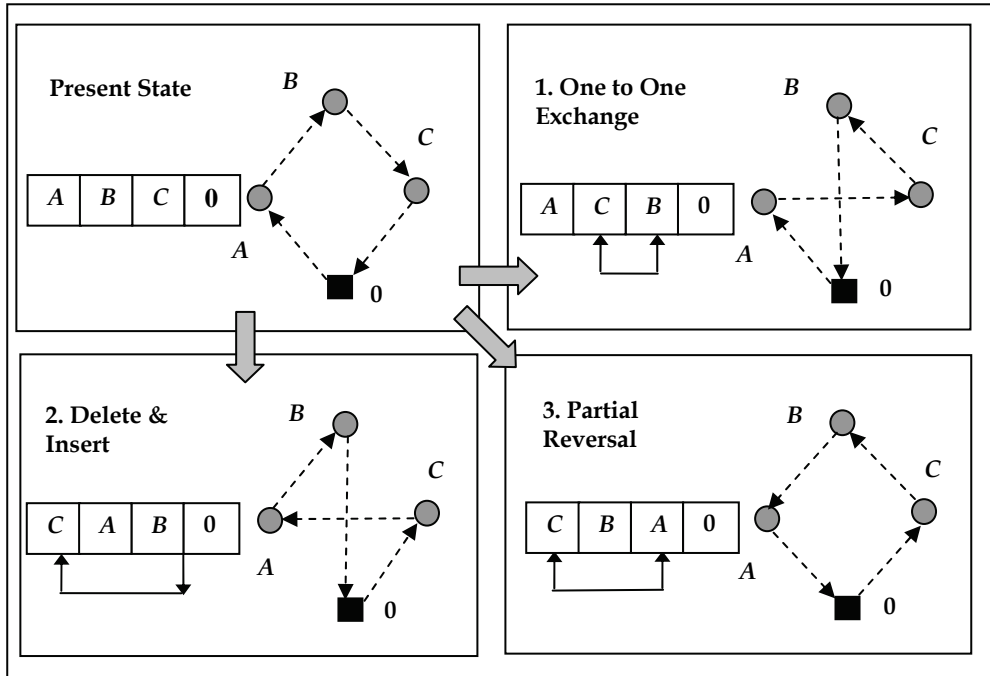 Present State
B
C
A B C 0
A
0
1. One to One
Exchange
B
C
A C B 0
A
0
2. Delete &
Insert
B
C
C A B 0
A
0
3. Partial
Reversal
B
C
C B A 0
A
0